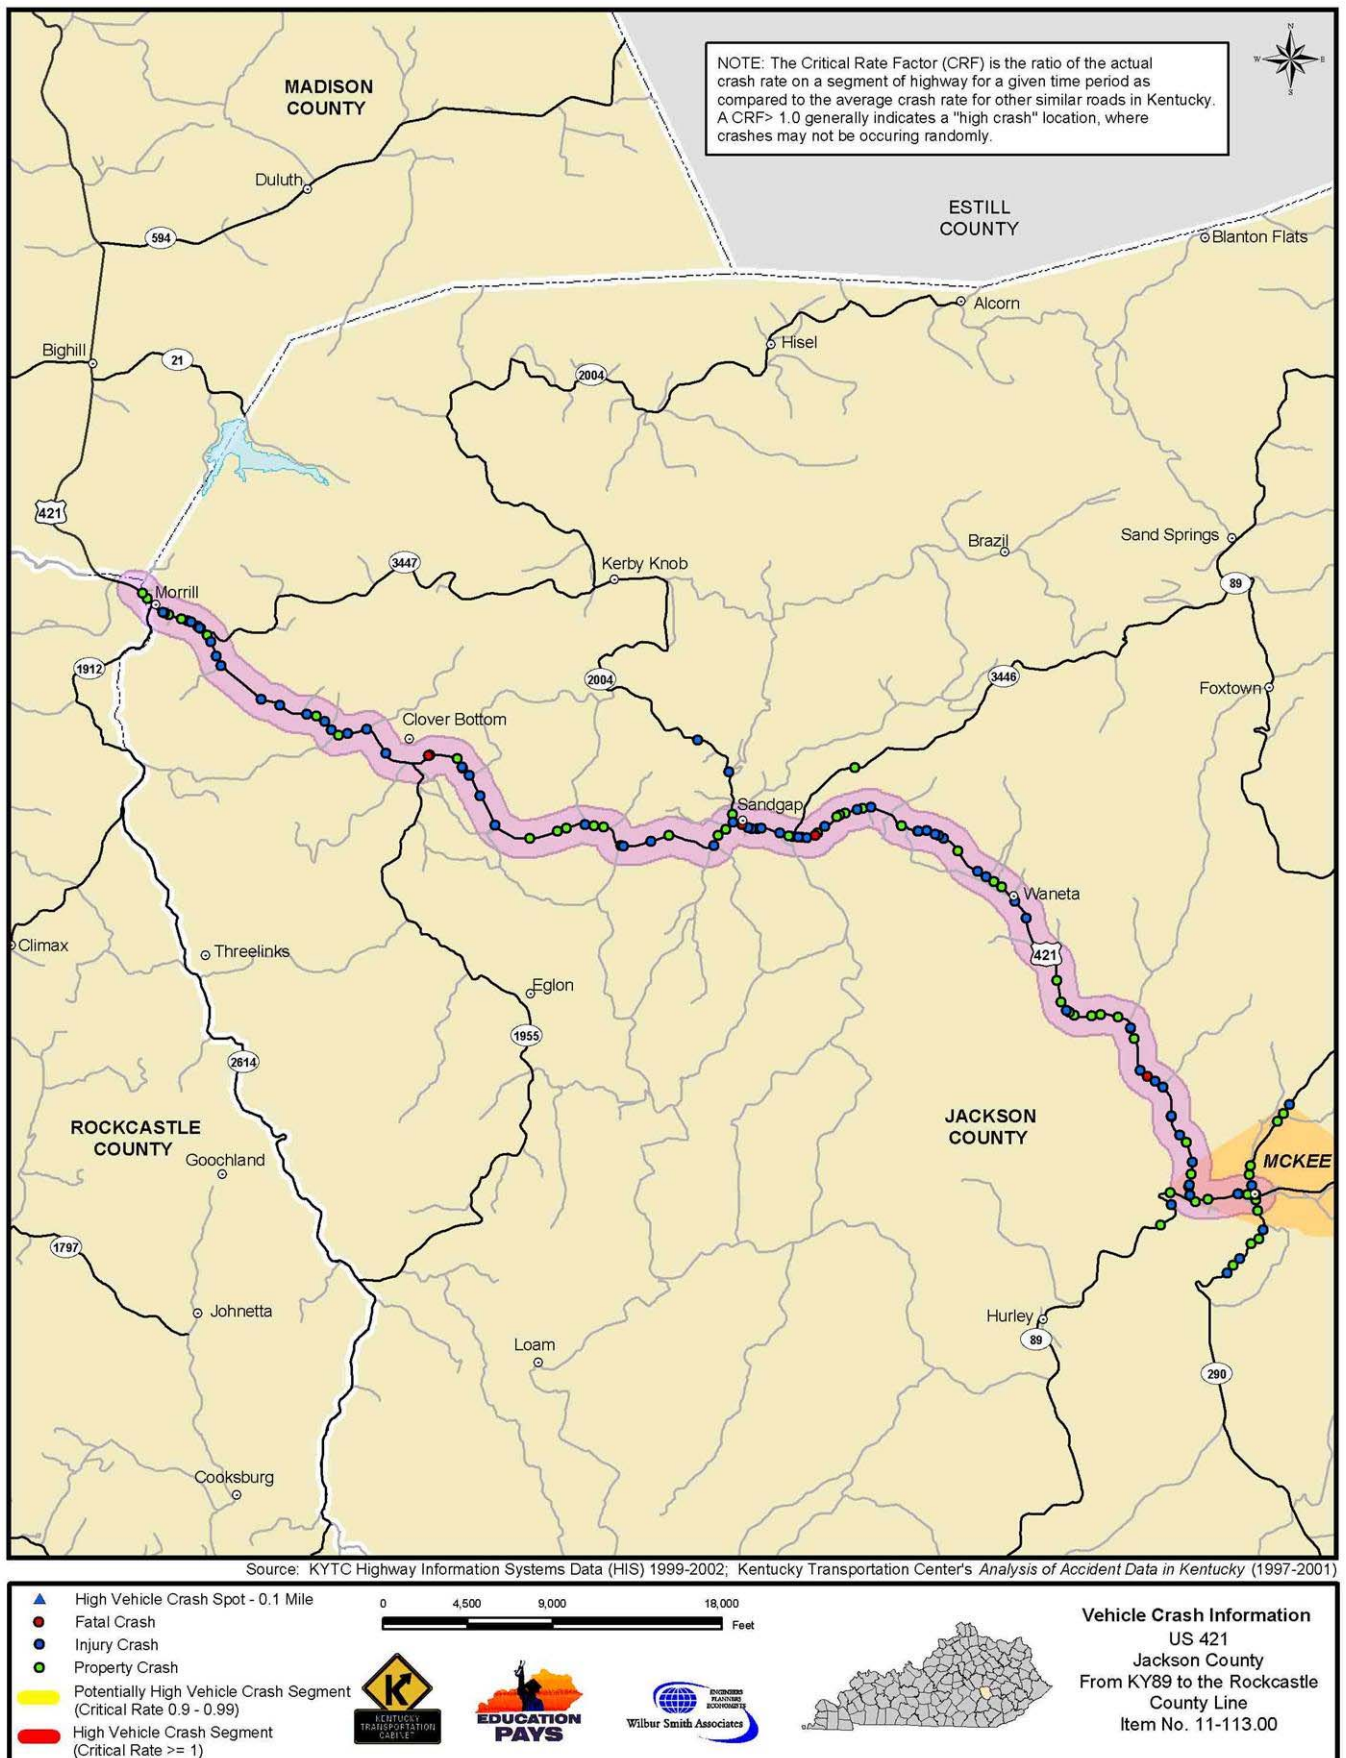 MADISON
COUNTY
NOTE: The Critical Rate Factor (CRF) is the ratio of the actual
crash rate on a segment of highway for a given time period as
compared to the average crash rate for other similar roads in Kentucky.
A CRF> 1.0 generally indicates a "high crash" location, where
crashes may not be occuring randomly.
N
W
E
S
Duluth
594
ESTILL
COUNTY
Blanton Flats
Alcorn
Hisel
Bighill
21
2004
421
Sand Springs
Brazil
3447
Kerby Knob
89
Morrill
1912
2004
3446
Foxtown
Clover Bottom
Sandgap
Waneta
421
Climax
Threelinks
Eglon
1955
2614
ROCKCASTLE
COUNTY
JACKSON
COUNTY
Goochland
MCKEE
1797
Johnetta
Hurley
89
Loam
290
Cooksburg
Source: KYTC Highway Information Systems Data (HIS) 1999-2002; Kentucky Transportation Center's Analysis of Accident Data in Kentucky (1997-2001)
High Vehicle Crash Spot - 0.1 Mile
Fatal Crash
Injury Crash
Property Crash
Potentially High Vehicle Crash Segment
(Critical Rate 0.9 - 0.99)
High Vehicle Crash Segment
(Critical Rate >= 1)
0 4,500 9,000 18,000
Feet
KENTUCKY
TRANSPORTATION
CABINET
EDUCATION
PAYS
ENGINEERS
PLANNERS
ECONOMISTS
Wilbur Smith Associates
Vehicle Crash Information
US 421
Jackson County
From KY89 to the Rockcastle
County Line
Item No. 11-113.00